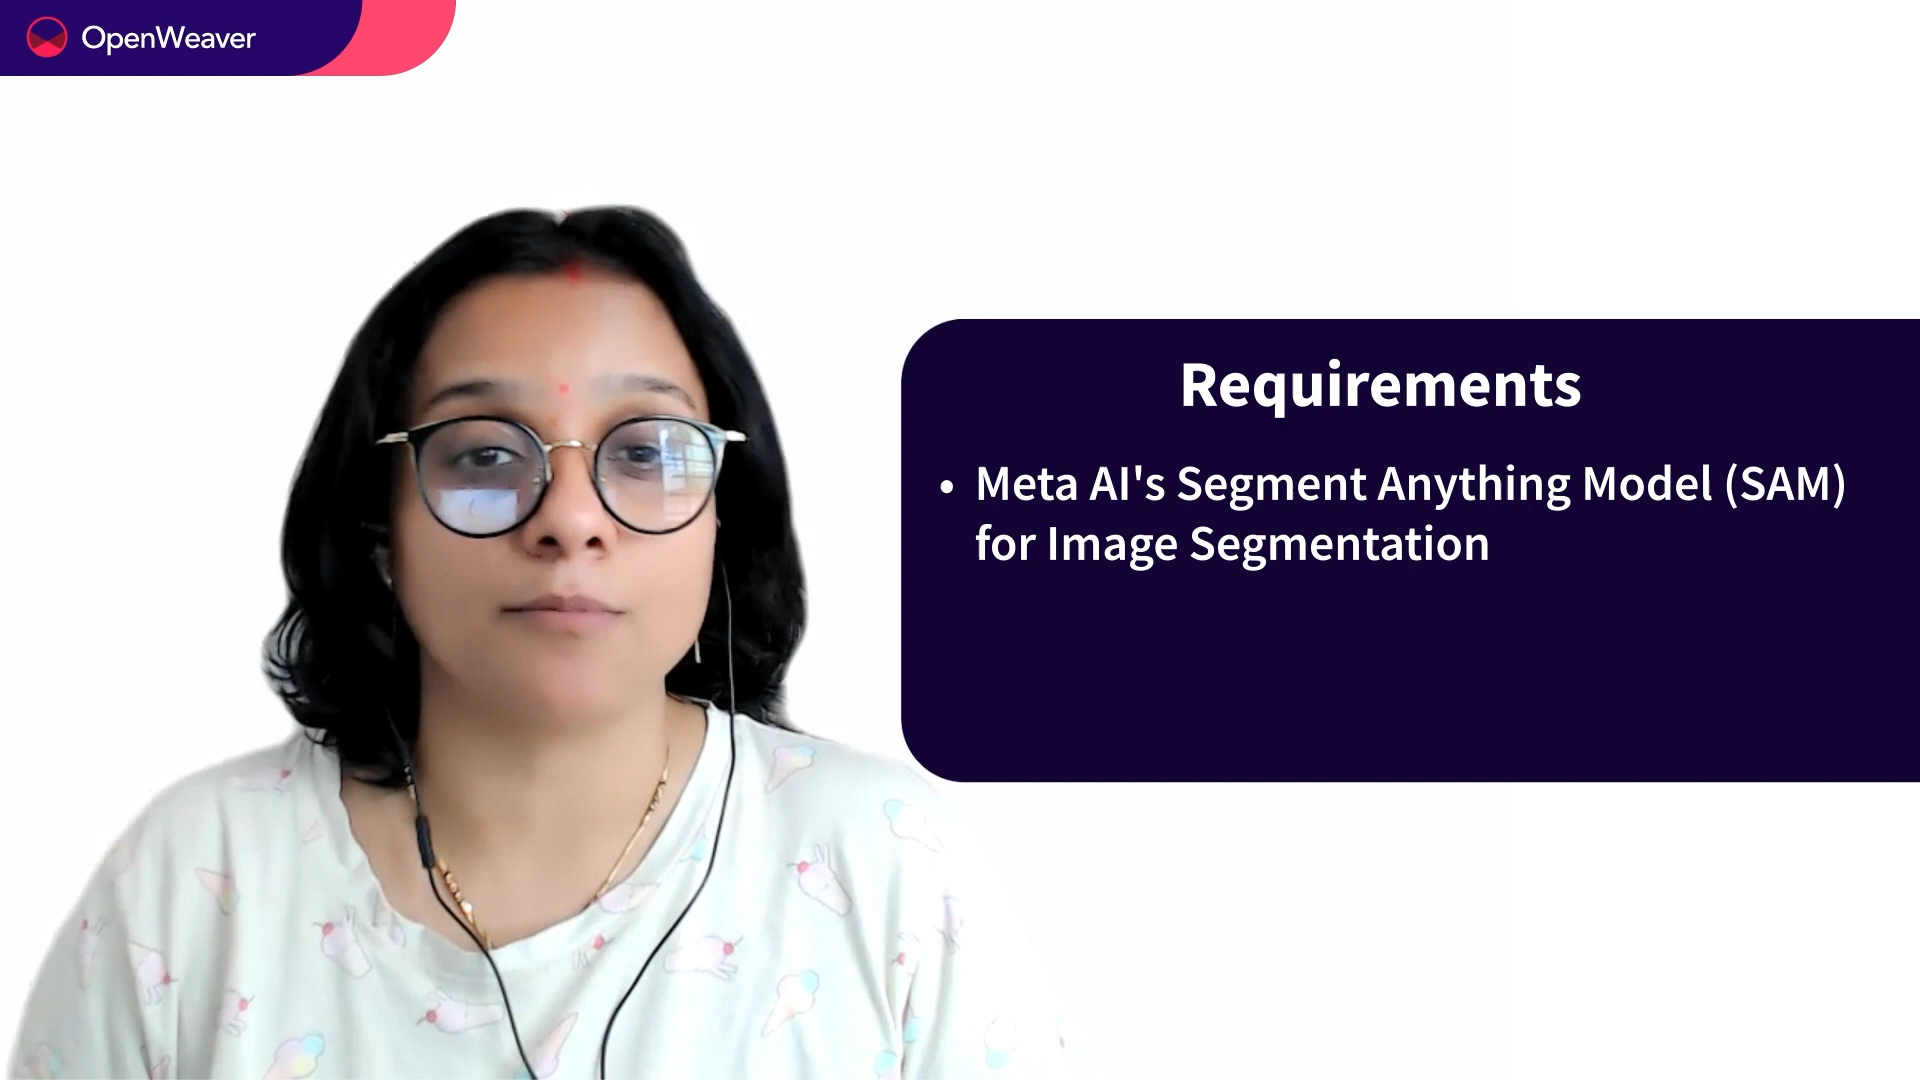 OpenWeaver
Requirements
• Meta AI's Segment Anything Model (SAM)
for Image Segmentation